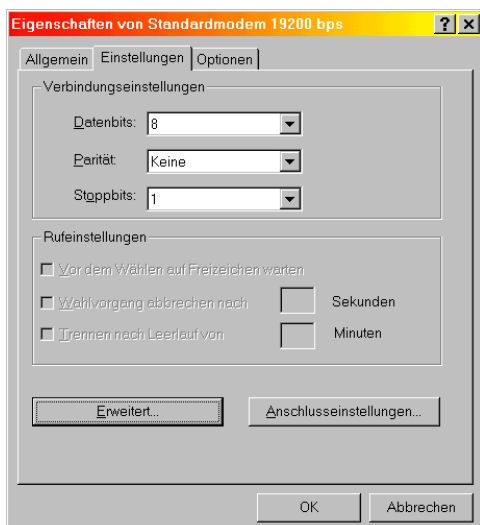 Eigenschaften von Standardmodem 19200 bps
Allgemein Einstellungen Optionen
Verbindungseinstellungen
Datenbits: 8
Parität: Keine
Stoppbits: 1
Rufeinstellungen
Vor dem Wählen auf Freizeichen warten
Wahlvorgang abbrechen nach Sekunden
Trennen nach Leerlauf von Minuten
Erweitert... Anschlusseinstellungen...
OK Abbrechen